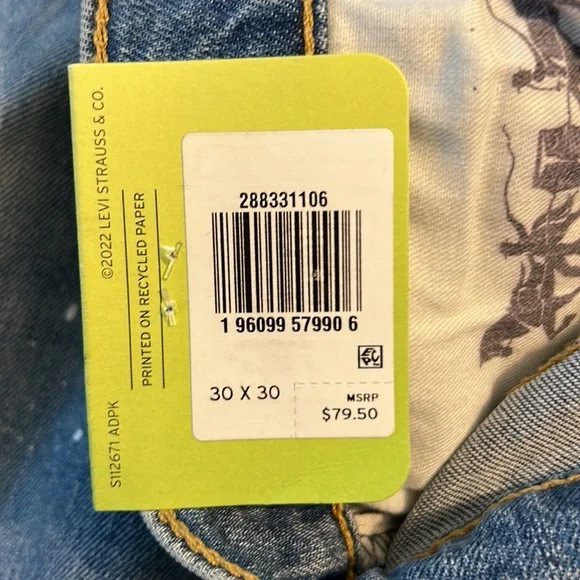 ©2022 LEVI STRAUSS & CO.
PRINTED ON RECYCLED PAPER
S112671 ADPK
288331106
1 96099 57990 6
EPC
30 X 30
MSRP
$79.50